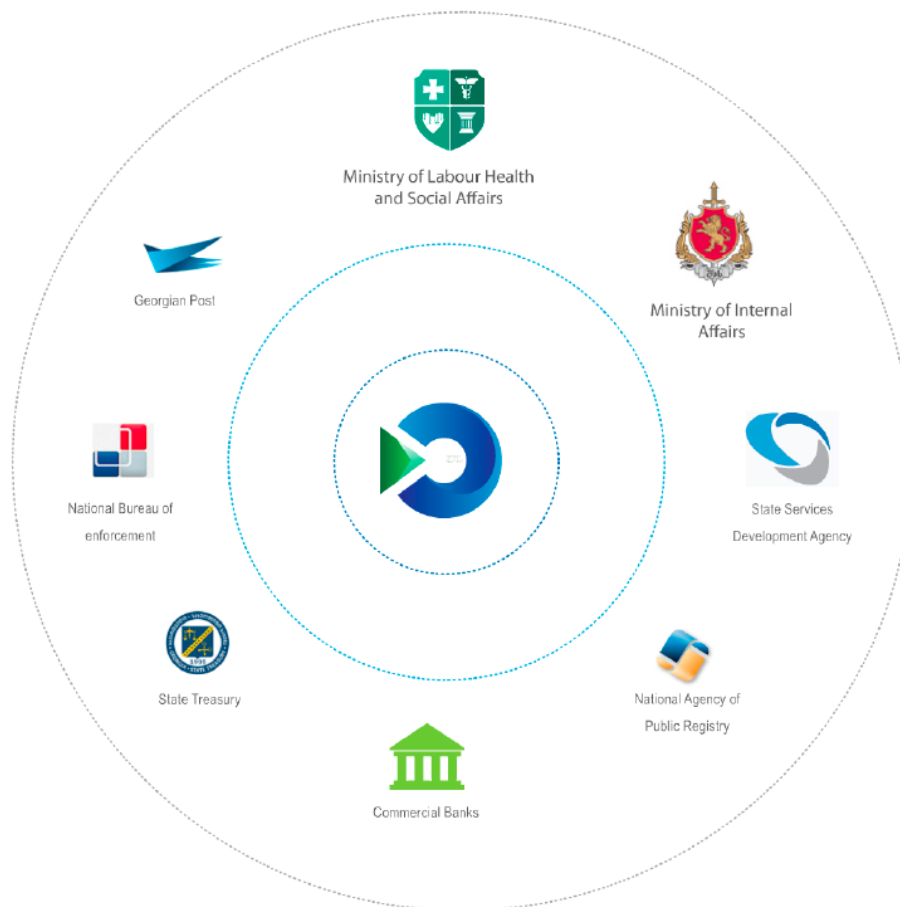 Ministry of Labour Health
and Social Affairs
Georgian Post
Ministry of Internal
Affairs
National Bureau of
enforcement
State Services
Development Agency
State Treasury
National Agency of
Public Registry
Commercial Banks